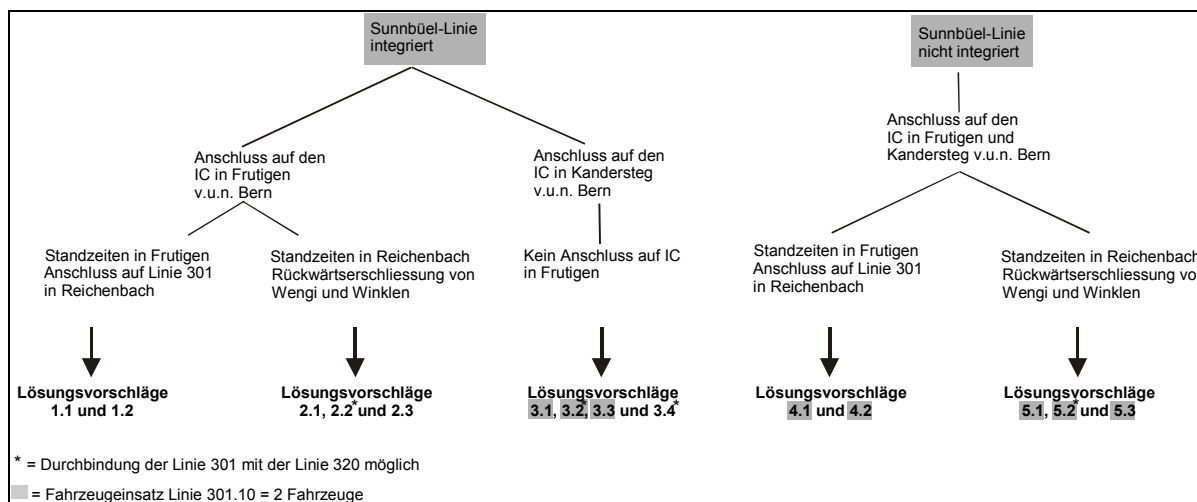 Sunnbüel-Linie
integriert
Sunnbüel-Linie
nicht integriert
Anschluss auf den
IC in Frutigen
v.u.n. Bern
Anschluss auf den
IC in Kandersteg
v.u.n. Bern
Anschluss auf den
IC in Frutigen und
Kandersteg v.u.n. Bern
Standzeiten in Frutigen
Anschluss auf Linie 301
in Reichenbach
Standzeiten in Reichenbach
Rückwärtserschliessung von
Wengi und Winklen
Kein Anschluss auf IC
in Frutigen
Standzeiten in Frutigen
Anschluss auf Linie 301
in Reichenbach
Standzeiten in Reichenbach
Rückwärtserschliessung vo
Wengi und Winklen
Lösungsvorschläge
1.1 und 1.2
Lösungsvorschläge
2.1, 2.2* und 2.3
Lösungsvorschläge
3.1, 3.2*, 3.3 und 3.4*
Lösungsvorschläge
4.1 und 4.2
Lösungsvorschläge
5.1, 5.2* und 5.3
* = Durchbindung der Linie 301 mit der Linie 320 möglich
= Fahrzeugeinsatz Linie 301.10 = 2 Fahrzeuge